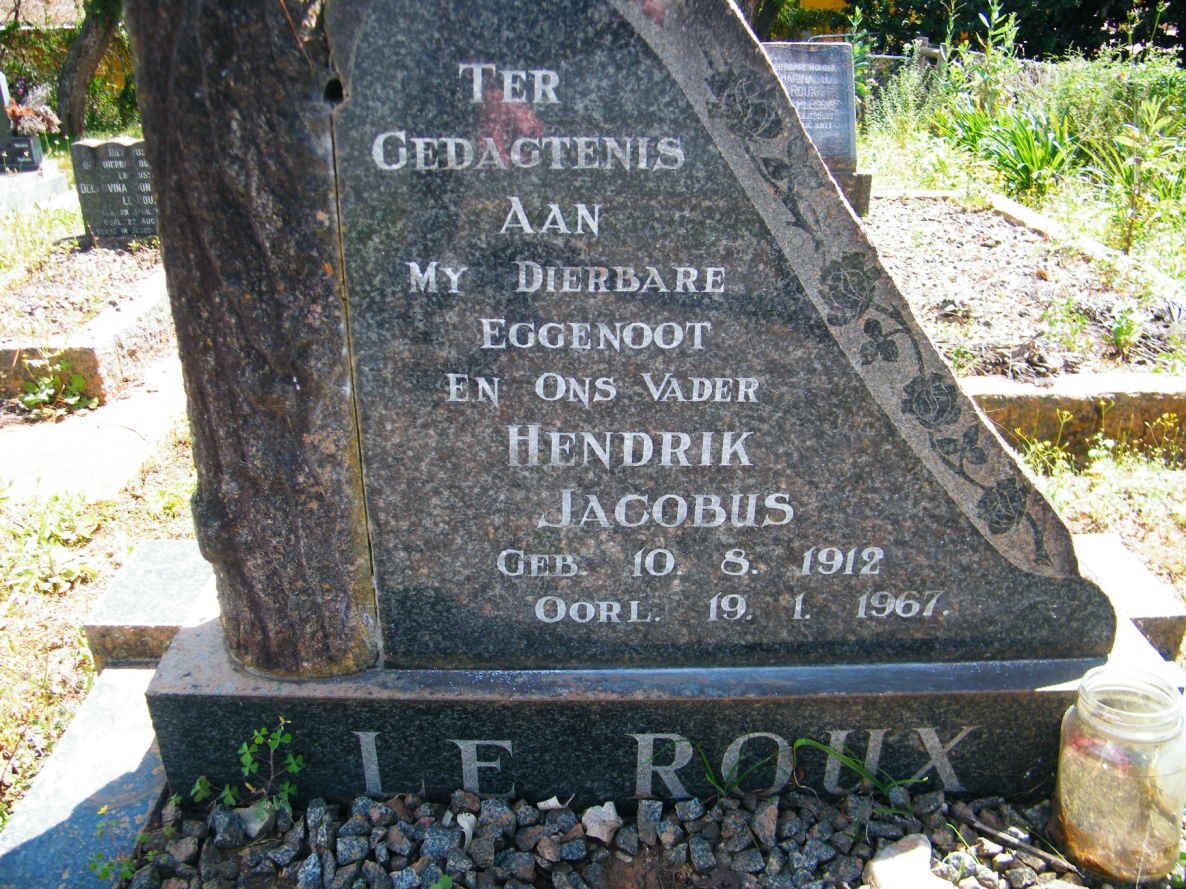 TER
GEDAGTENIS
AAN
MY DIERBARE
EGGENOOT
EN ONS VADER
HENDRIK
JACOBUS
GEB. 10. 8. 1912
OORL. 19. 1. 1967.
LE ROUX